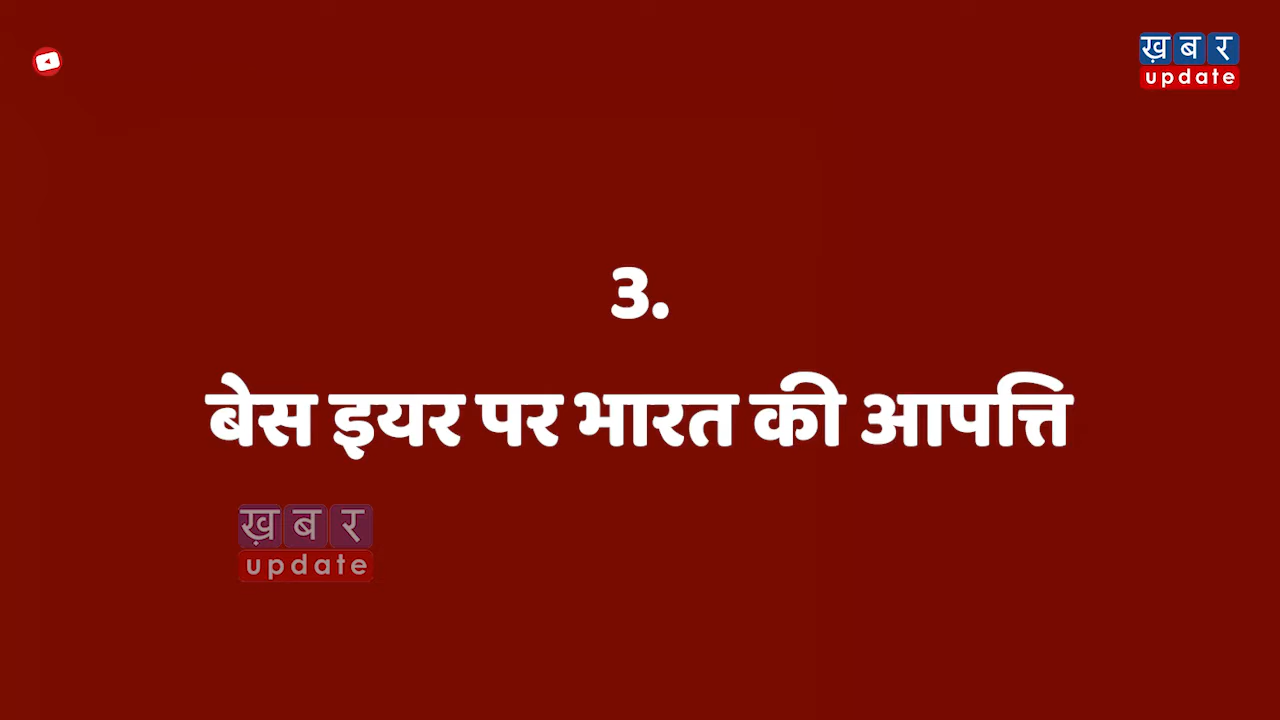 ख़बर
update
3.
बेस इयर पर भारत की आपत्ति
ख़बर
update